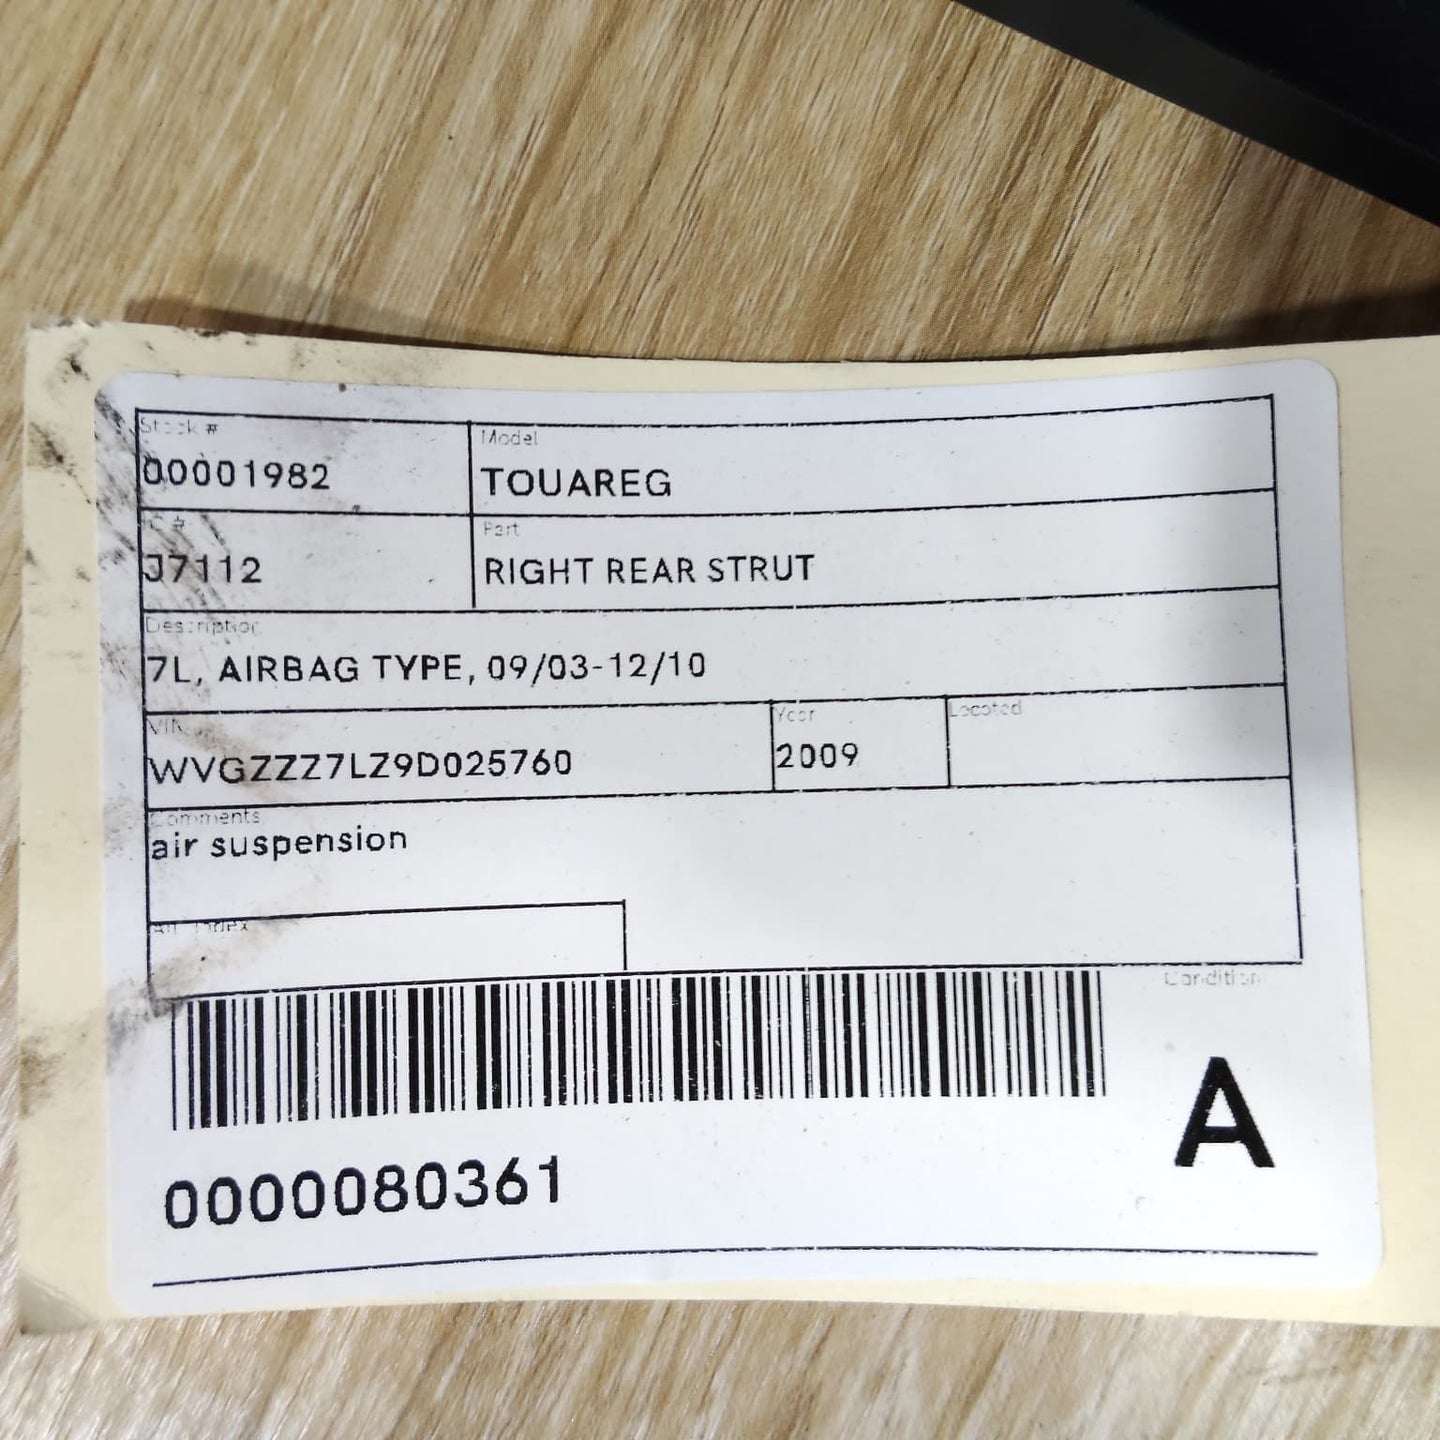 Stock #
00001982
Model
TOUAREG
IC #
J7112
Part
RIGHT REAR STRUT
Description
7L, AIRBAG TYPE, 09/03-12/10
VIN
WVGZZZ7LZ9D025760
Year
2009
Located
Comments
air suspension
Index
Condition
A
0000080361